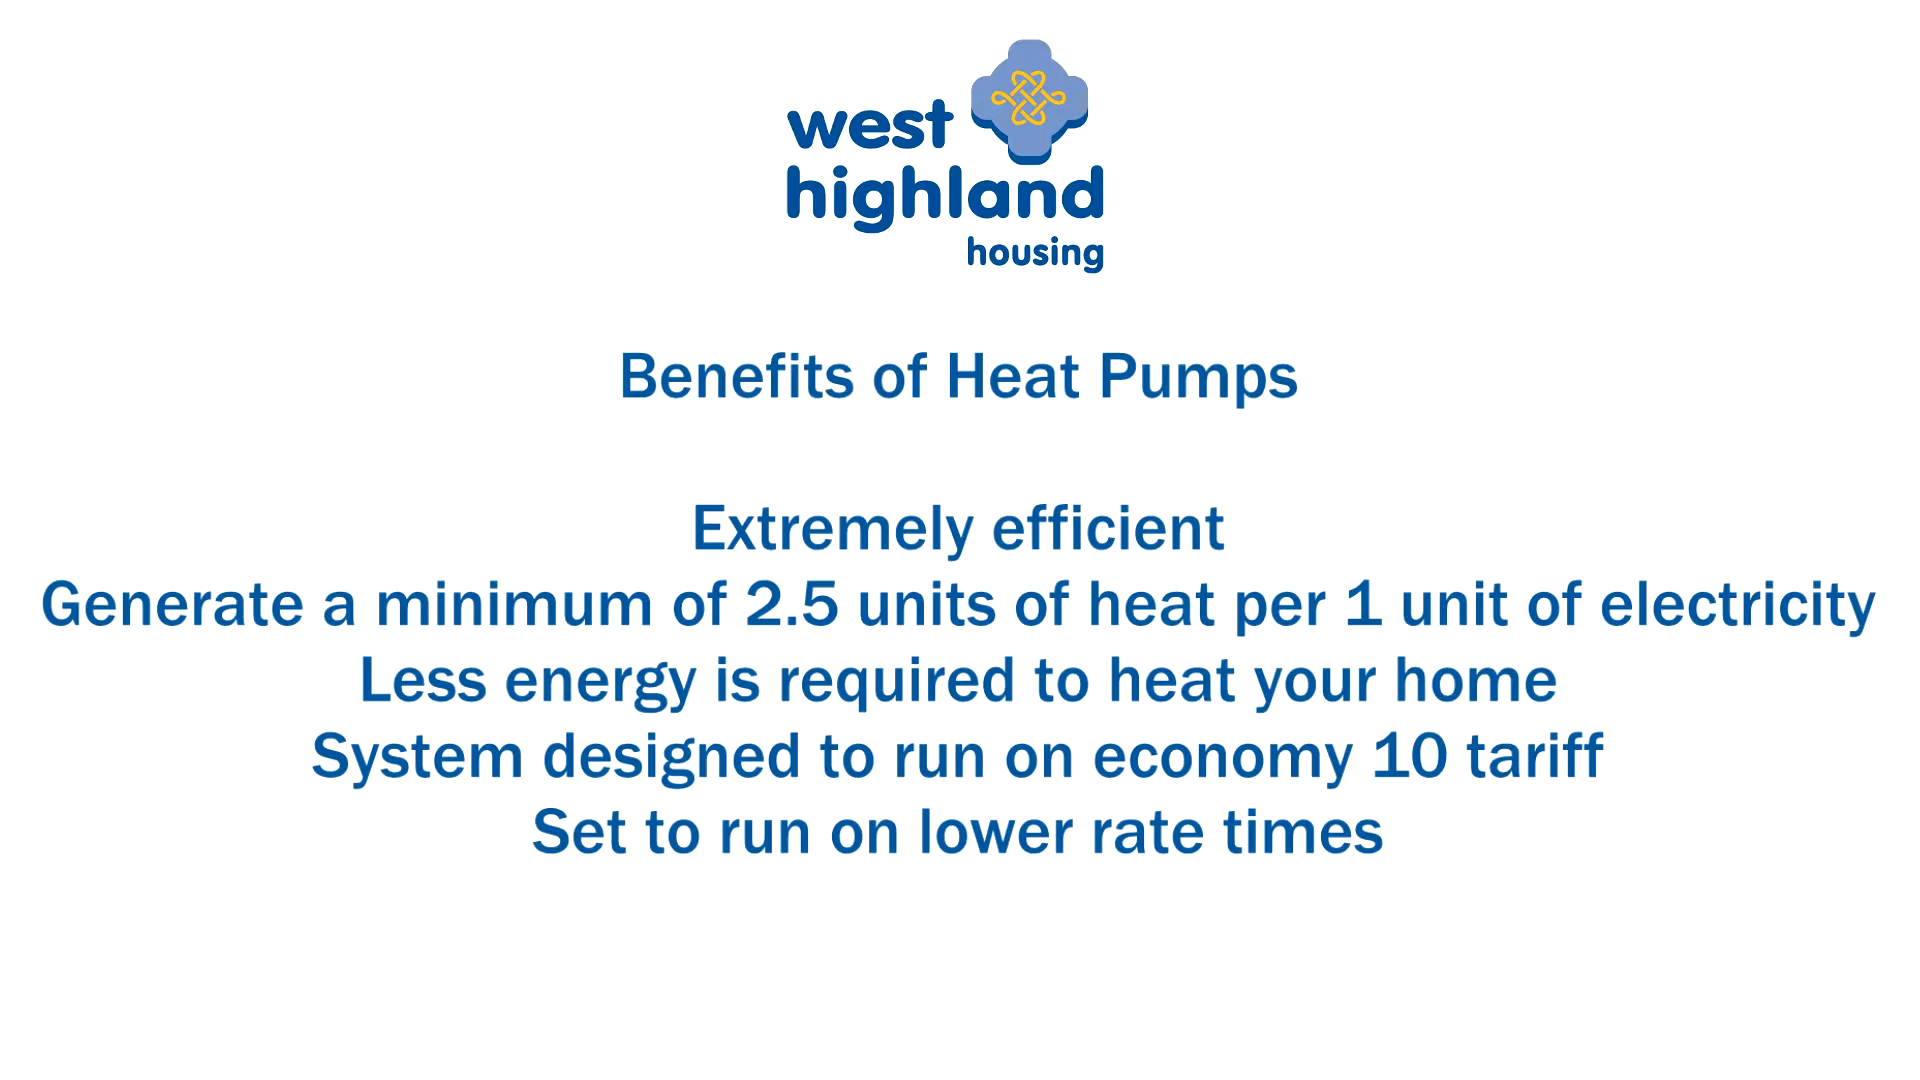 west
highland
housing
Benefits of Heat Pumps
Extremely efficient
Generate a minimum of 2.5 units of heat per 1 unit of electricity
Less energy is required to heat your home
System designed to run on economy 10 tariff
Set to run on lower rate times